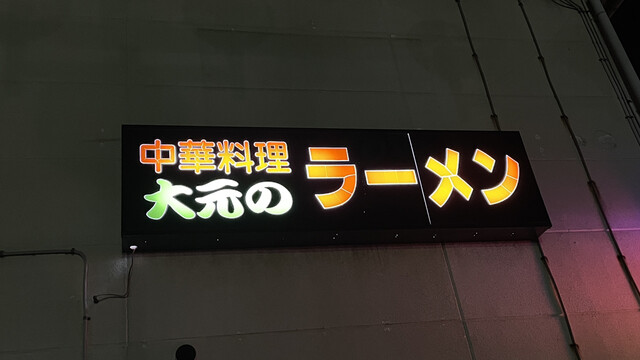 中華料理
大元の
ラーメン